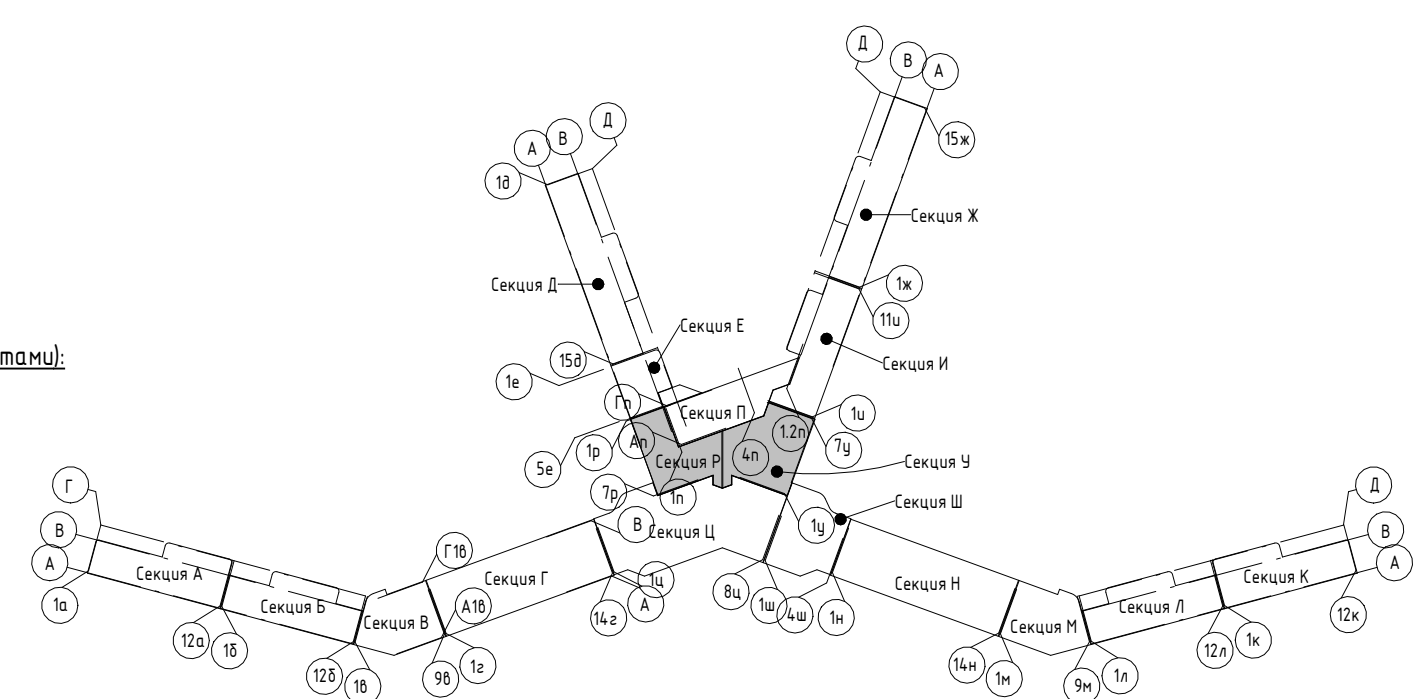 Д
В
А
15ж
Д
В
А
1д
Секция Ж
Секция Д
1ж
11и
Секция Е
тами):
15д
1е
Секция И
Гп
Секция П
1и
1.2п
7у
1р
Ап
4п
5е
Секция Р
Секция У
7р
1п
Секция Ш
Г
Д
В
В
Секция Ц
1у
В
А
Г1в
А
Секция А
Секция Г
1ц
Секция Н
Секция К
1а
Секция Б
А1в
А
8ц
Секция Л
Секция В
14г
1ш
4ш
1н
Секция М
12к
12а
1б
12л
1к
12б
1в
9в
1г
14н
1м
9м
1л